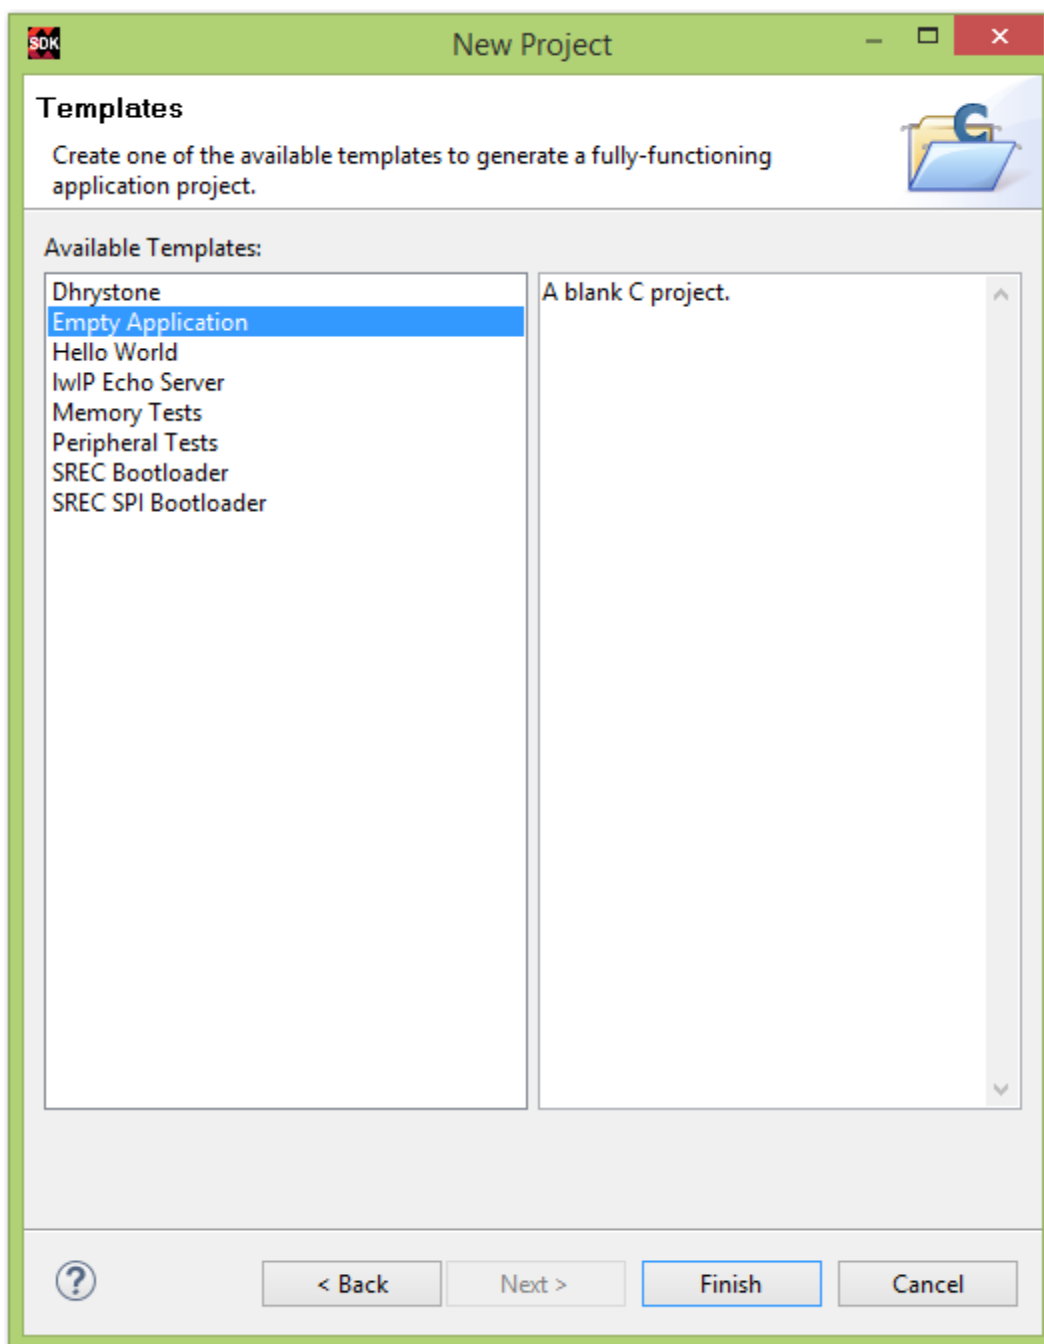 SDK
New Project
Templates
Create one of the available templates to generate a fully-functioning
application project.
Available Templates:
Dhrystone
Empty Application
Hello World
lwIP Echo Server
Memory Tests
Peripheral Tests
SREC Bootloader
SREC SPI Bootloader
A blank C project.
< Back
Next >
Finish
Cancel